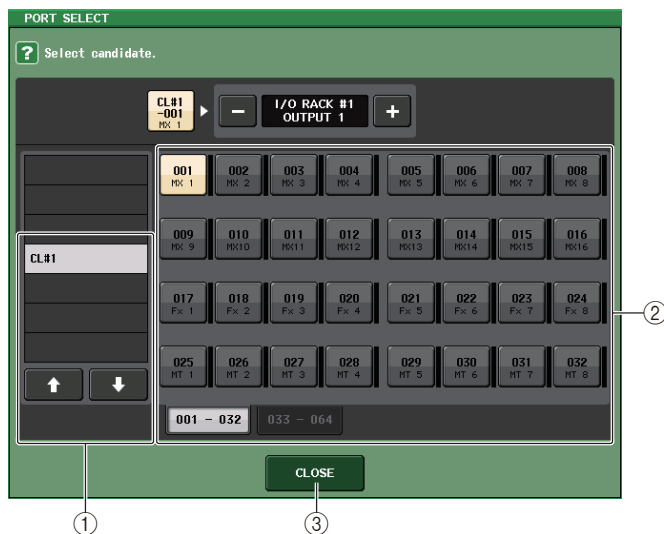 PORT SELECT
? Select candidate.
CL#1
-001
MX 1
−
I/O RACK #1
OUTPUT 1
+
001 002 003 004 005 006 007 008
MX 1 MX 2 MX 3 MX 4 MX 5 MX 6 MX 7 MX 8
009 010 011 012 013 014 015 016
MX 9 MX10 MX11 MX12 MX13 MX14 MX15 MX16
CL#1
017 018 019 020 021 022 023 024
Fx 1 Fx 2 Fx 3 Fx 4 Fx 5 Fx 6 Fx 7 Fx 8
025 026 027 028 029 030 031 032
MT 1 MT 2 MT 3 MT 4 MT 5 MT 6 MT 7 MT 8
001 − 032 033 − 064
CLOSE
②
① ③